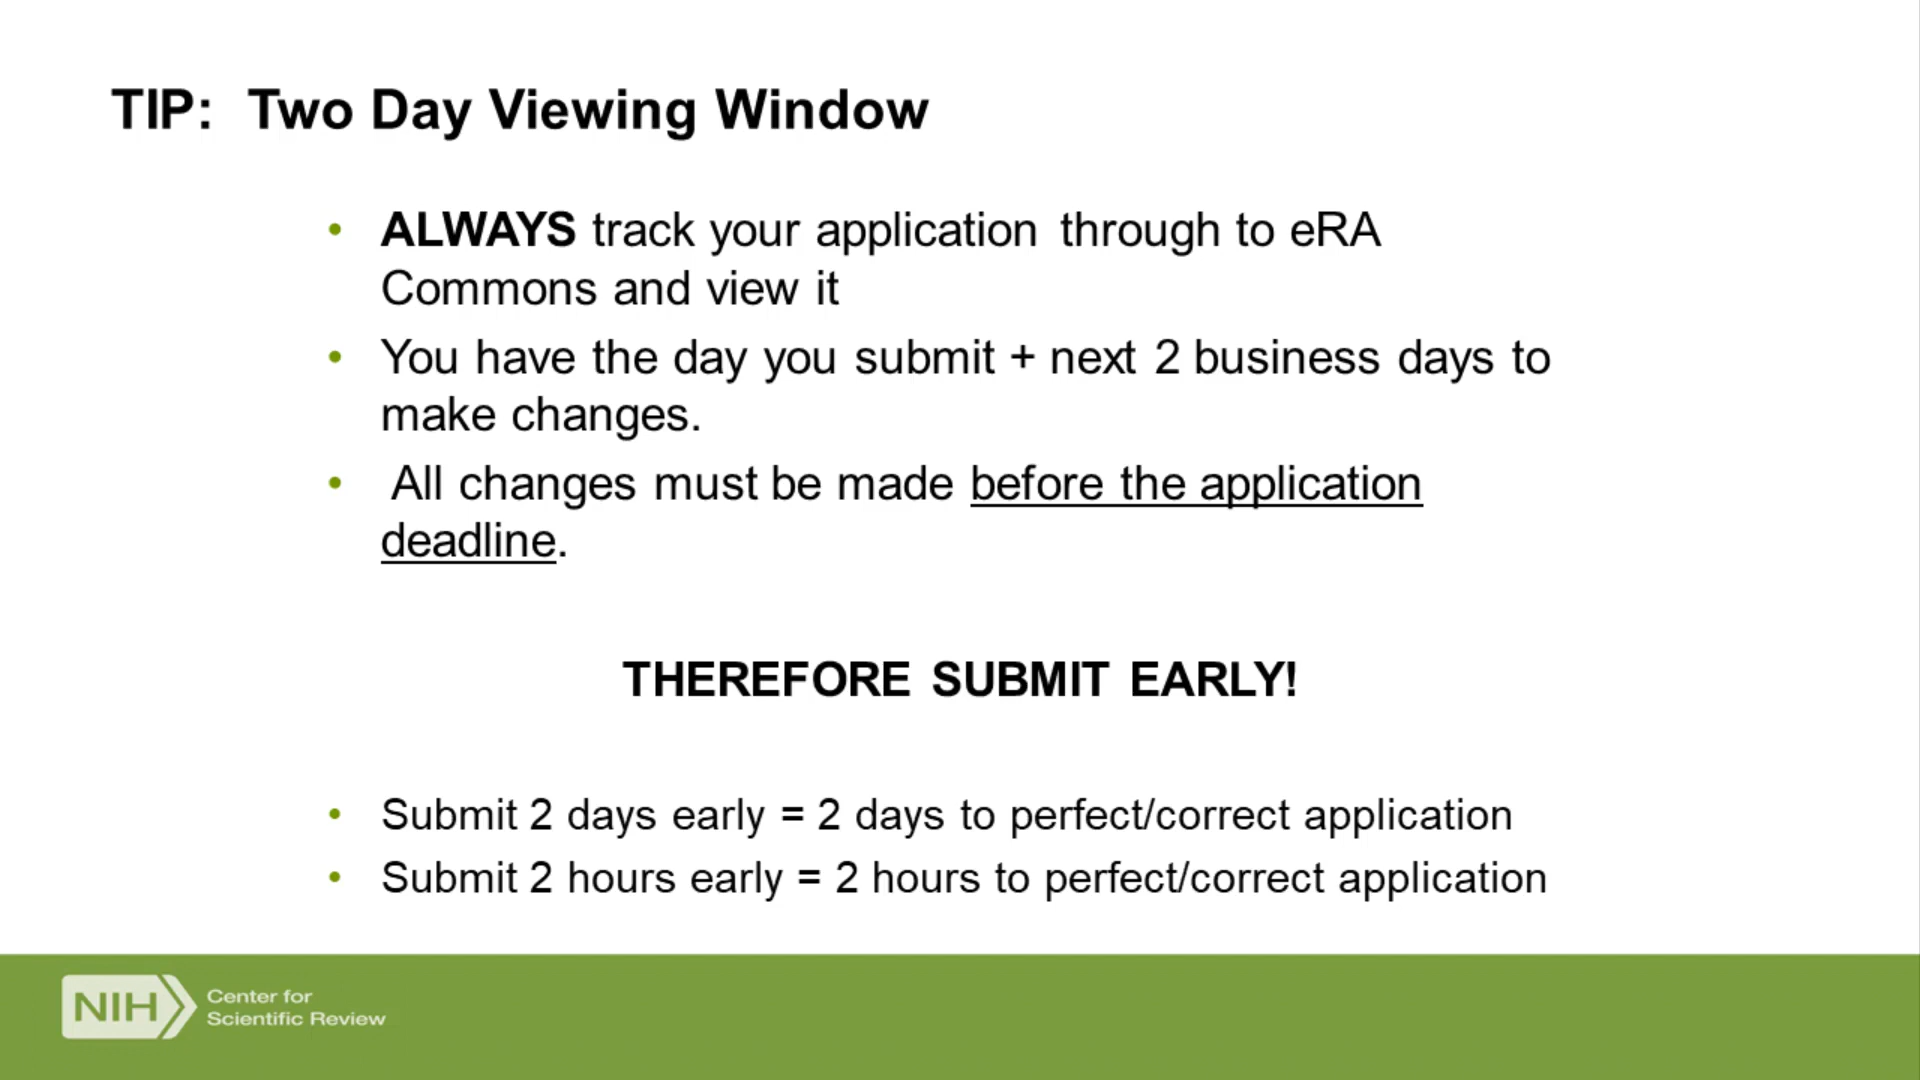 TIP: Two Day Viewing Window
• ALWAYS track your application through to eRA
Commons and view it
• You have the day you submit + next 2 business days to
make changes.
• All changes must be made before the application
deadline.
THEREFORE SUBMIT EARLY!
• Submit 2 days early = 2 days to perfect/correct application
• Submit 2 hours early = 2 hours to perfect/correct application
NIH
Center for
Scientific Review